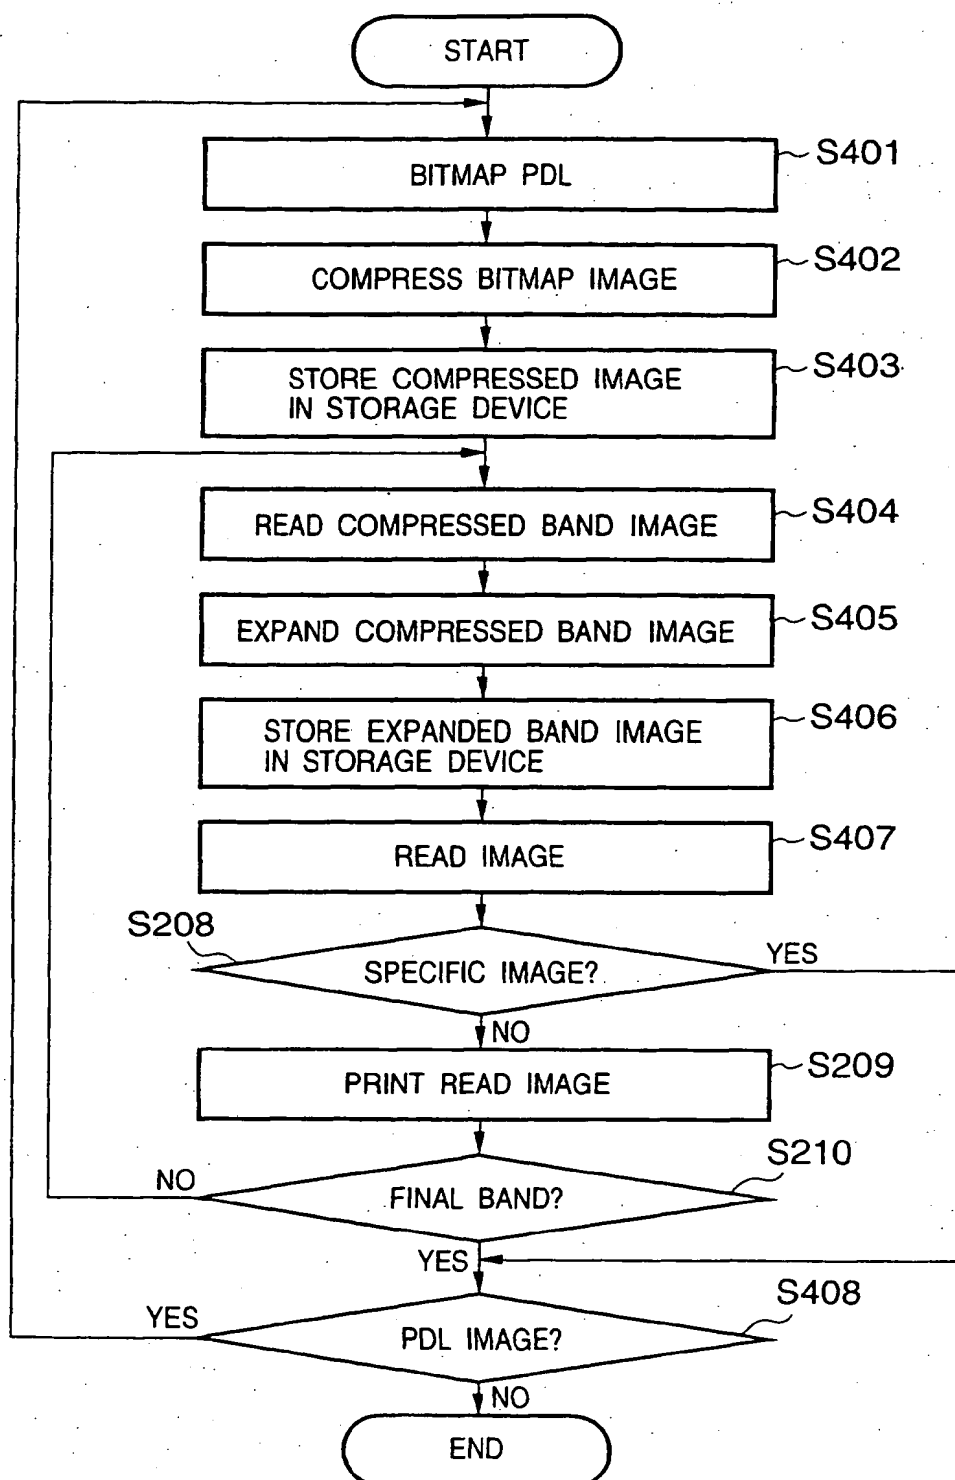 START
BITMAP PDL
S401
COMPRESS BITMAP IMAGE
S402
STORE COMPRESSED IMAGE
IN STORAGE DEVICE
S403
READ COMPRESSED BAND IMAGE
S404
EXPAND COMPRESSED BAND IMAGE
S405
STORE EXPANDED BAND IMAGE
IN STORAGE DEVICE
S406
READ IMAGE
S407
S208
SPECIFIC IMAGE?
YES
NO
PRINT READ IMAGE
S209
S210
NO
FINAL BAND?
YES
S408
YES
PDL IMAGE?
NO
END